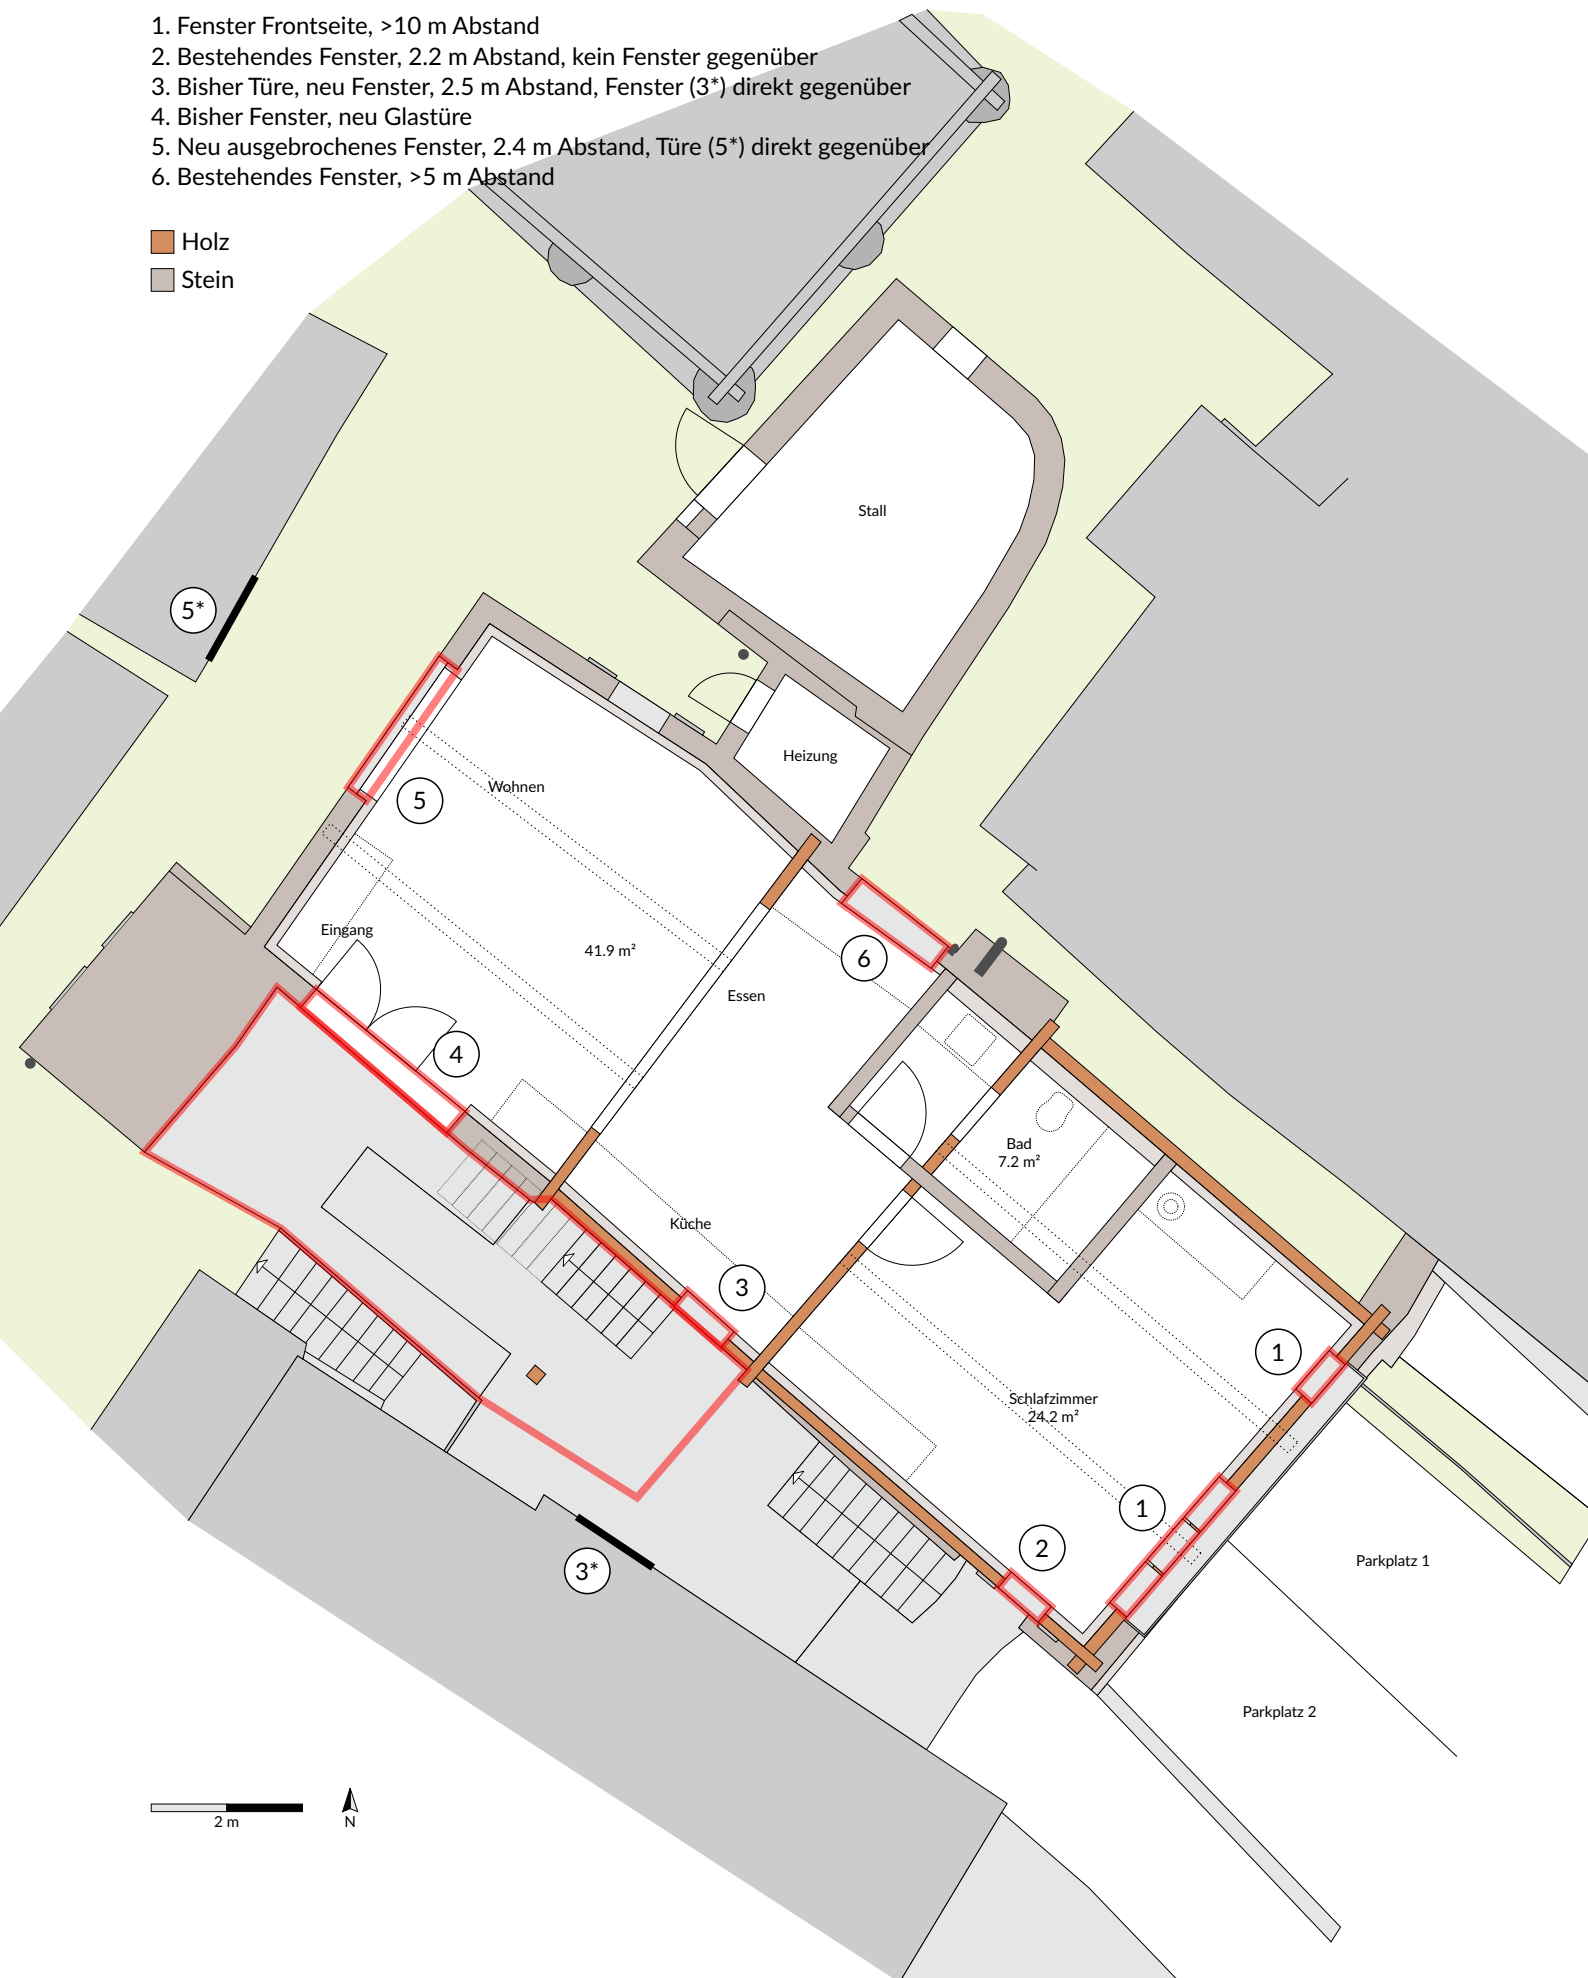 1. Fenster Frontseite, >10 m Abstand
2. Bestehendes Fenster, 2.2 m Abstand, kein Fenster gegenüber
3. Bisher Türe, neu Fenster, 2.5 m Abstand, Fenster (3*) direkt gegenüber
4. Bisher Fenster, neu Glastüre
5. Neu ausgebrochenes Fenster, 2.4 m Abstand, Türe (5*) direkt gegenüber
6. Bestehendes Fenster, >5 m Abstand
Holz
Stein
Stall
5*
Heizung
Wohnen
5
Eingang
41.9 m²
6
Essen
4
Bad
7.2 m²
Küche
3
1
Schlafzimmer
24.2 m²
1
2
3*
Parkplatz 1
Parkplatz 2
2 m
N